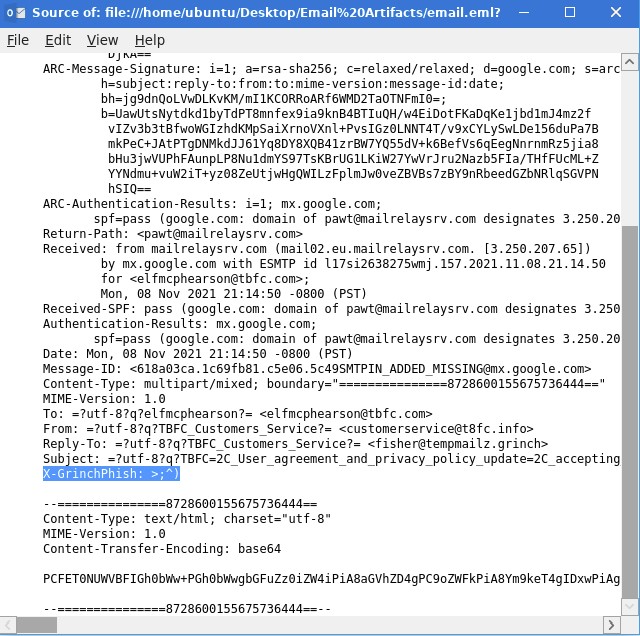 Source of: file:///home/ubuntu/Desktop/Email%20Artifacts/email.eml?
File Edit View Help
DjKA==
ARC-Message-Signature: i=1; a=rsa-sha256; c=relaxed/relaxed; d=google.com; s=arc
h=subject:reply-to:from:to:mime-version:message-id:date;
bh=jg9dnQoLVwDLKvKM/mI1KCORRoARf6WMD2TaOTNFmI0=;
b=UawUtsNytdkd1byTdPT8mnfex9ia9knB4BTIuQH/w4EiDotFKaDqKe1jbd1mJ4mz2f
vIZv3b3tBfwoWGIzhdKMpSaiXrnoVXnl+PvsIGz0LNNT4T/v9xCYLySwLDe156duPa7B
mkPeC+JAtPTgDNMkdJJ61Yq8DY8XQB41zrBW7YQ55dV+k6BefVs6qEegNnrnmRz5jia8
bHu3jwVUPhFAunpLP8Nu1dmYS97TsKBrUG1LKiW27YwVrJru2Nazb5FIa/THfFUcML+Z
YYNdmu+vuW2iT+yz08ZeUtjwHgQWILzFplmJw0veZBVBs7zBY9nRbeedGZbNRlqSGVPN
hSIQ==
ARC-Authentication-Results: i=1; mx.google.com;
spf=pass (google.com: domain of pawt@mailrelaysrv.com designates 3.250.20
Return-Path: <pawt@mailrelaysrv.com>
Received: from mailrelaysrv.com (mail02.eu.mailrelaysrv.com. [3.250.207.65])
by mx.google.com with ESMTP id l17si2638275wmj.157.2021.11.08.21.14.50
for <elfmcphearson@tbfc.com>;
Mon, 08 Nov 2021 21:14:50 -0800 (PST)
Received-SPF: pass (google.com: domain of pawt@mailrelaysrv.com designates 3.250
Authentication-Results: mx.google.com;
spf=pass (google.com: domain of pawt@mailrelaysrv.com designates 3.250.20
Date: Mon, 08 Nov 2021 21:14:50 -0800 (PST)
Message-ID: <618a03ca.1c69fb81.c5e06.5c49SMTPIN_ADDED_MISSING@mx.google.com>
Content-Type: multipart/mixed; boundary="===============8728600155675736444=="
MIME-Version: 1.0
To: =?utf-8?q?elfmcphearson?= <elfmcphearson@tbfc.com>
From: =?utf-8?q?TBFC_Customers_Service?= <customerservice@t8fc.info>
Reply-To: =?utf-8?q?TBFC_Customers_Service?= <fisher@tempmailz.grinch>
Subject: =?utf-8?q?TBFC=2C_User_agreement_and_privacy_policy_update=2C_accepting
X-GrinchPhish: >;^)
--===============8728600155675736444==
Content-Type: text/html; charset="utf-8"
MIME-Version: 1.0
Content-Transfer-Encoding: base64
PCFET0NUWVBFIGh0bWw+PGh0bWwgbGFuZz0iZW4iPiA8aGVhZD4gPC9oZWFkPiA8Ym9keT4gIDxwPiAg
--===============8728600155675736444==--